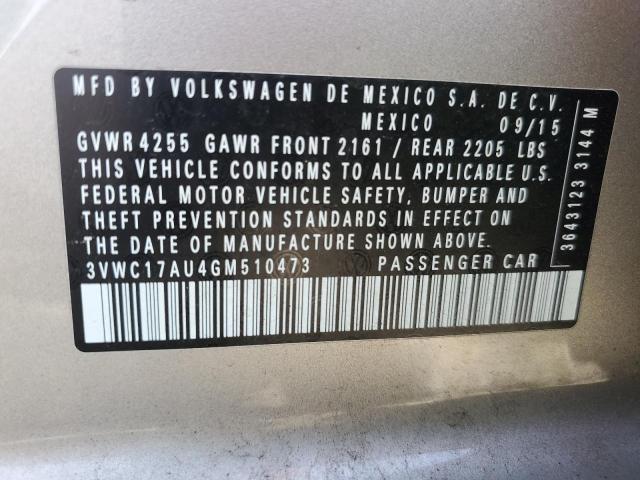 MFD BY VOLKSWAGEN DE MEXICO S.A. DE C.V.
MEXICO 09/15
GVWR 4255 GAWR FRONT 2161 / REAR 2205 LBS
THIS VEHICLE CONFORMS TO ALL APPLICABLE U.S.
FEDERAL MOTOR VEHICLE SAFETY, BUMPER AND
THEFT PREVENTION STANDARDS IN EFFECT ON
THE DATE OF MANUFACTURE SHOWN ABOVE.
3VWC17AU4GM510473 PASSENGER CAR
3643123 3144 M